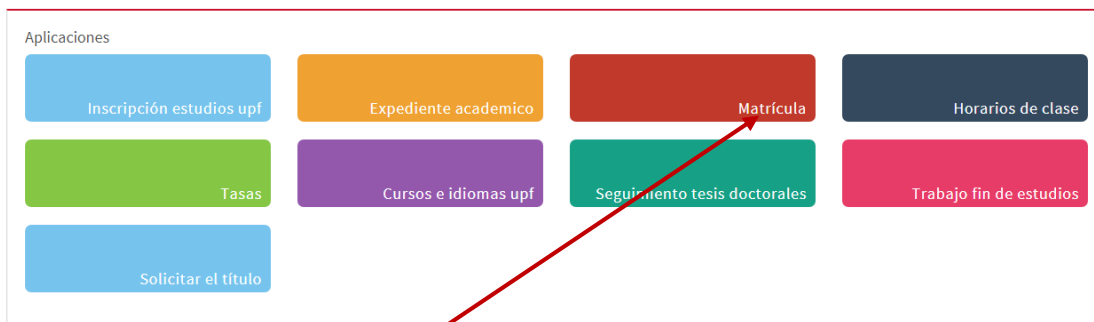 Aplicaciones
Inscripción estudios upf
Expediente academico
Matrícula
Horarios de clase
Tasas
Cursos e idiomas upf
Seguimiento tesis doctorales
Trabajo fin de estudios
Solicitar el título